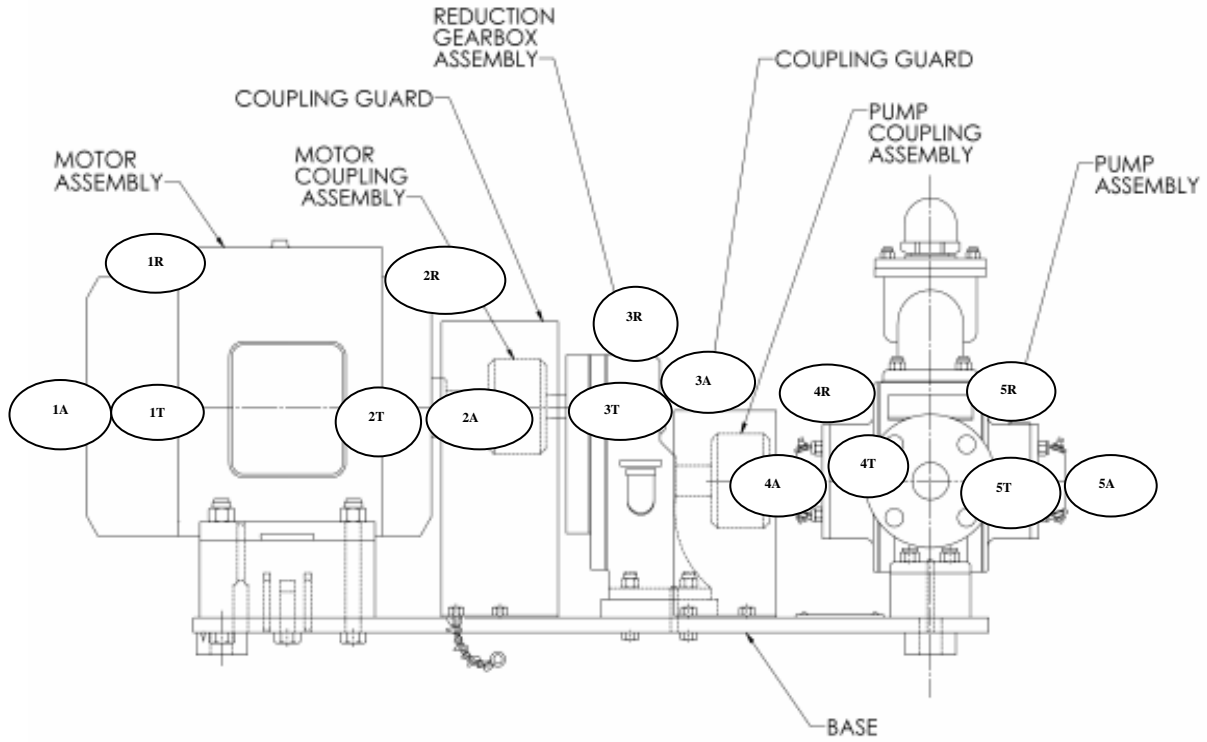 REDUCTION
GEARBOX
ASSEMBLY
COUPLING GUARD
COUPLING GUARD
PUMP
COUPLING
ASSEMBLY
MOTOR
ASSEMBLY
MOTOR
COUPLING
ASSEMBLY
PUMP
ASSEMBLY
1R
2R
3R
3A
4R
5R
1A
1T
2T
2A
3T
4T
4A
5T
5A
BASE